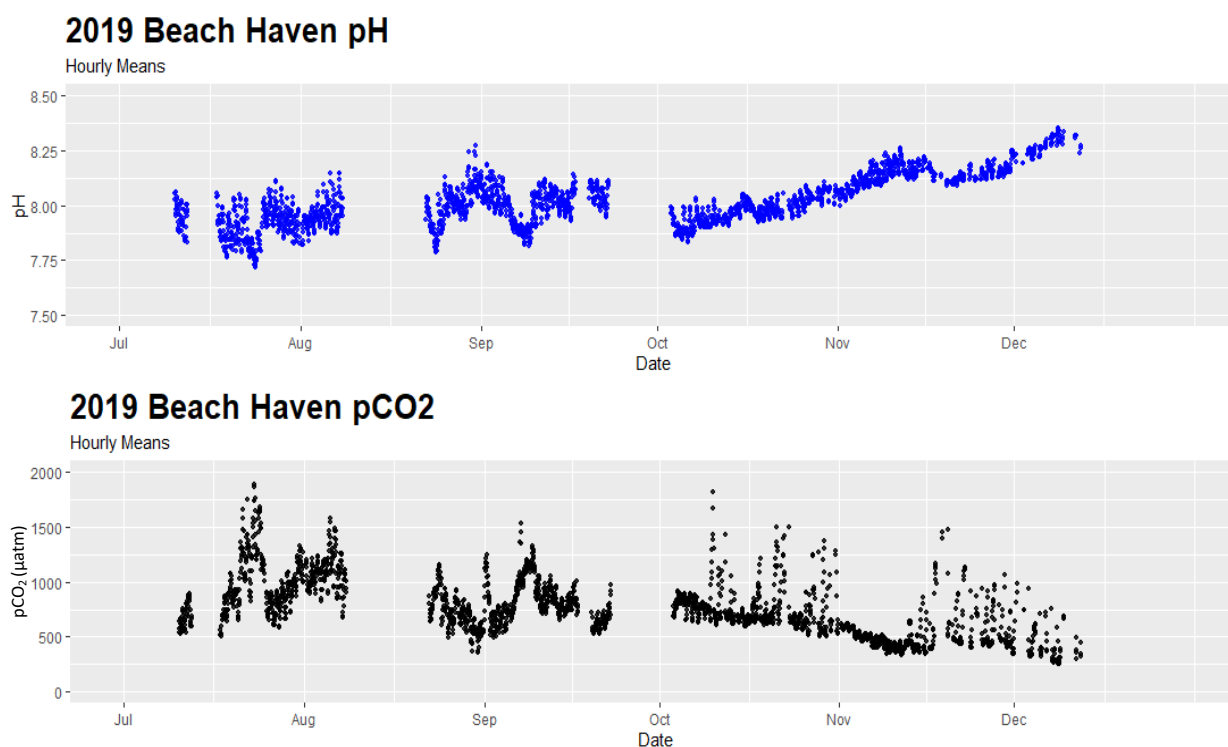 2019 Beach Haven pH
Hourly Means
8.50
8.25
8.00
7.75
7.50
pH
Jul Aug Sep Oct Nov Dec
Date
2019 Beach Haven pCO2
Hourly Means
2000
1500
1000
500
0
pCO₂ (µatm)
Jul Aug Sep Oct Nov Dec
Date